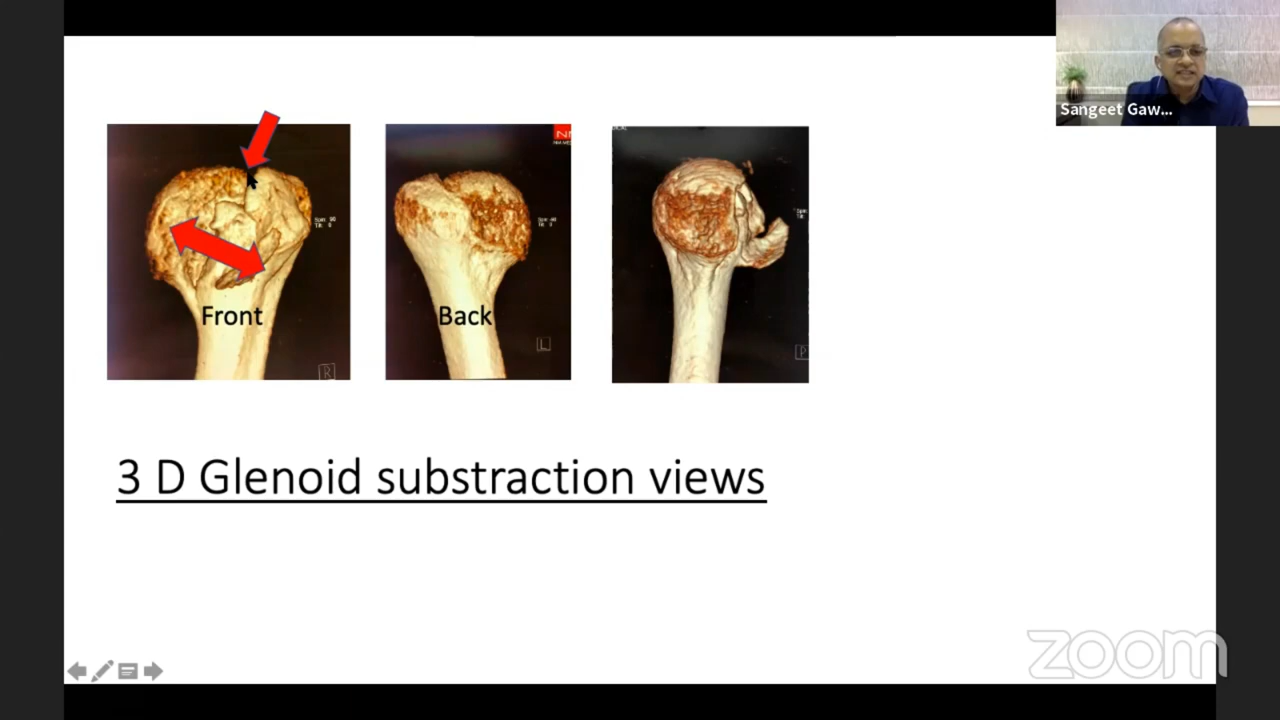 Sangeet Gaw...
Front
R
Back
L
P
3 D Glenoid substraction views
zoom